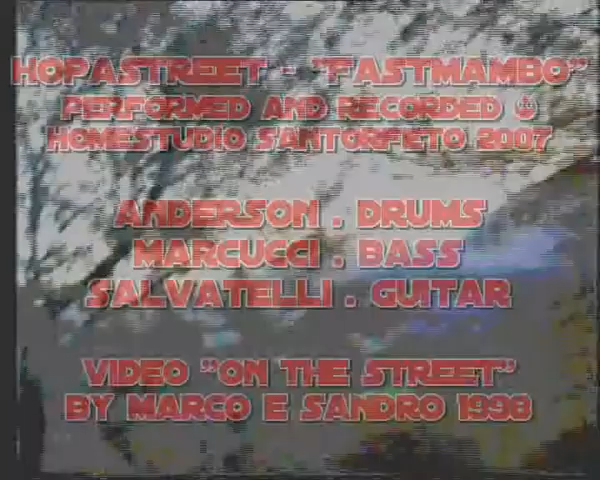 HOPASTREET - "FASTMAMBO"
PERFORMED AND RECORDED @
HOMESTUDIO SANTORFETO 2007
ANDERSON . DRUMS
MARCUCCI . BASS
SALVATELLI . GUITAR
VIDEO "ON THE STREET"
BY MARCO E SANDRO 1998